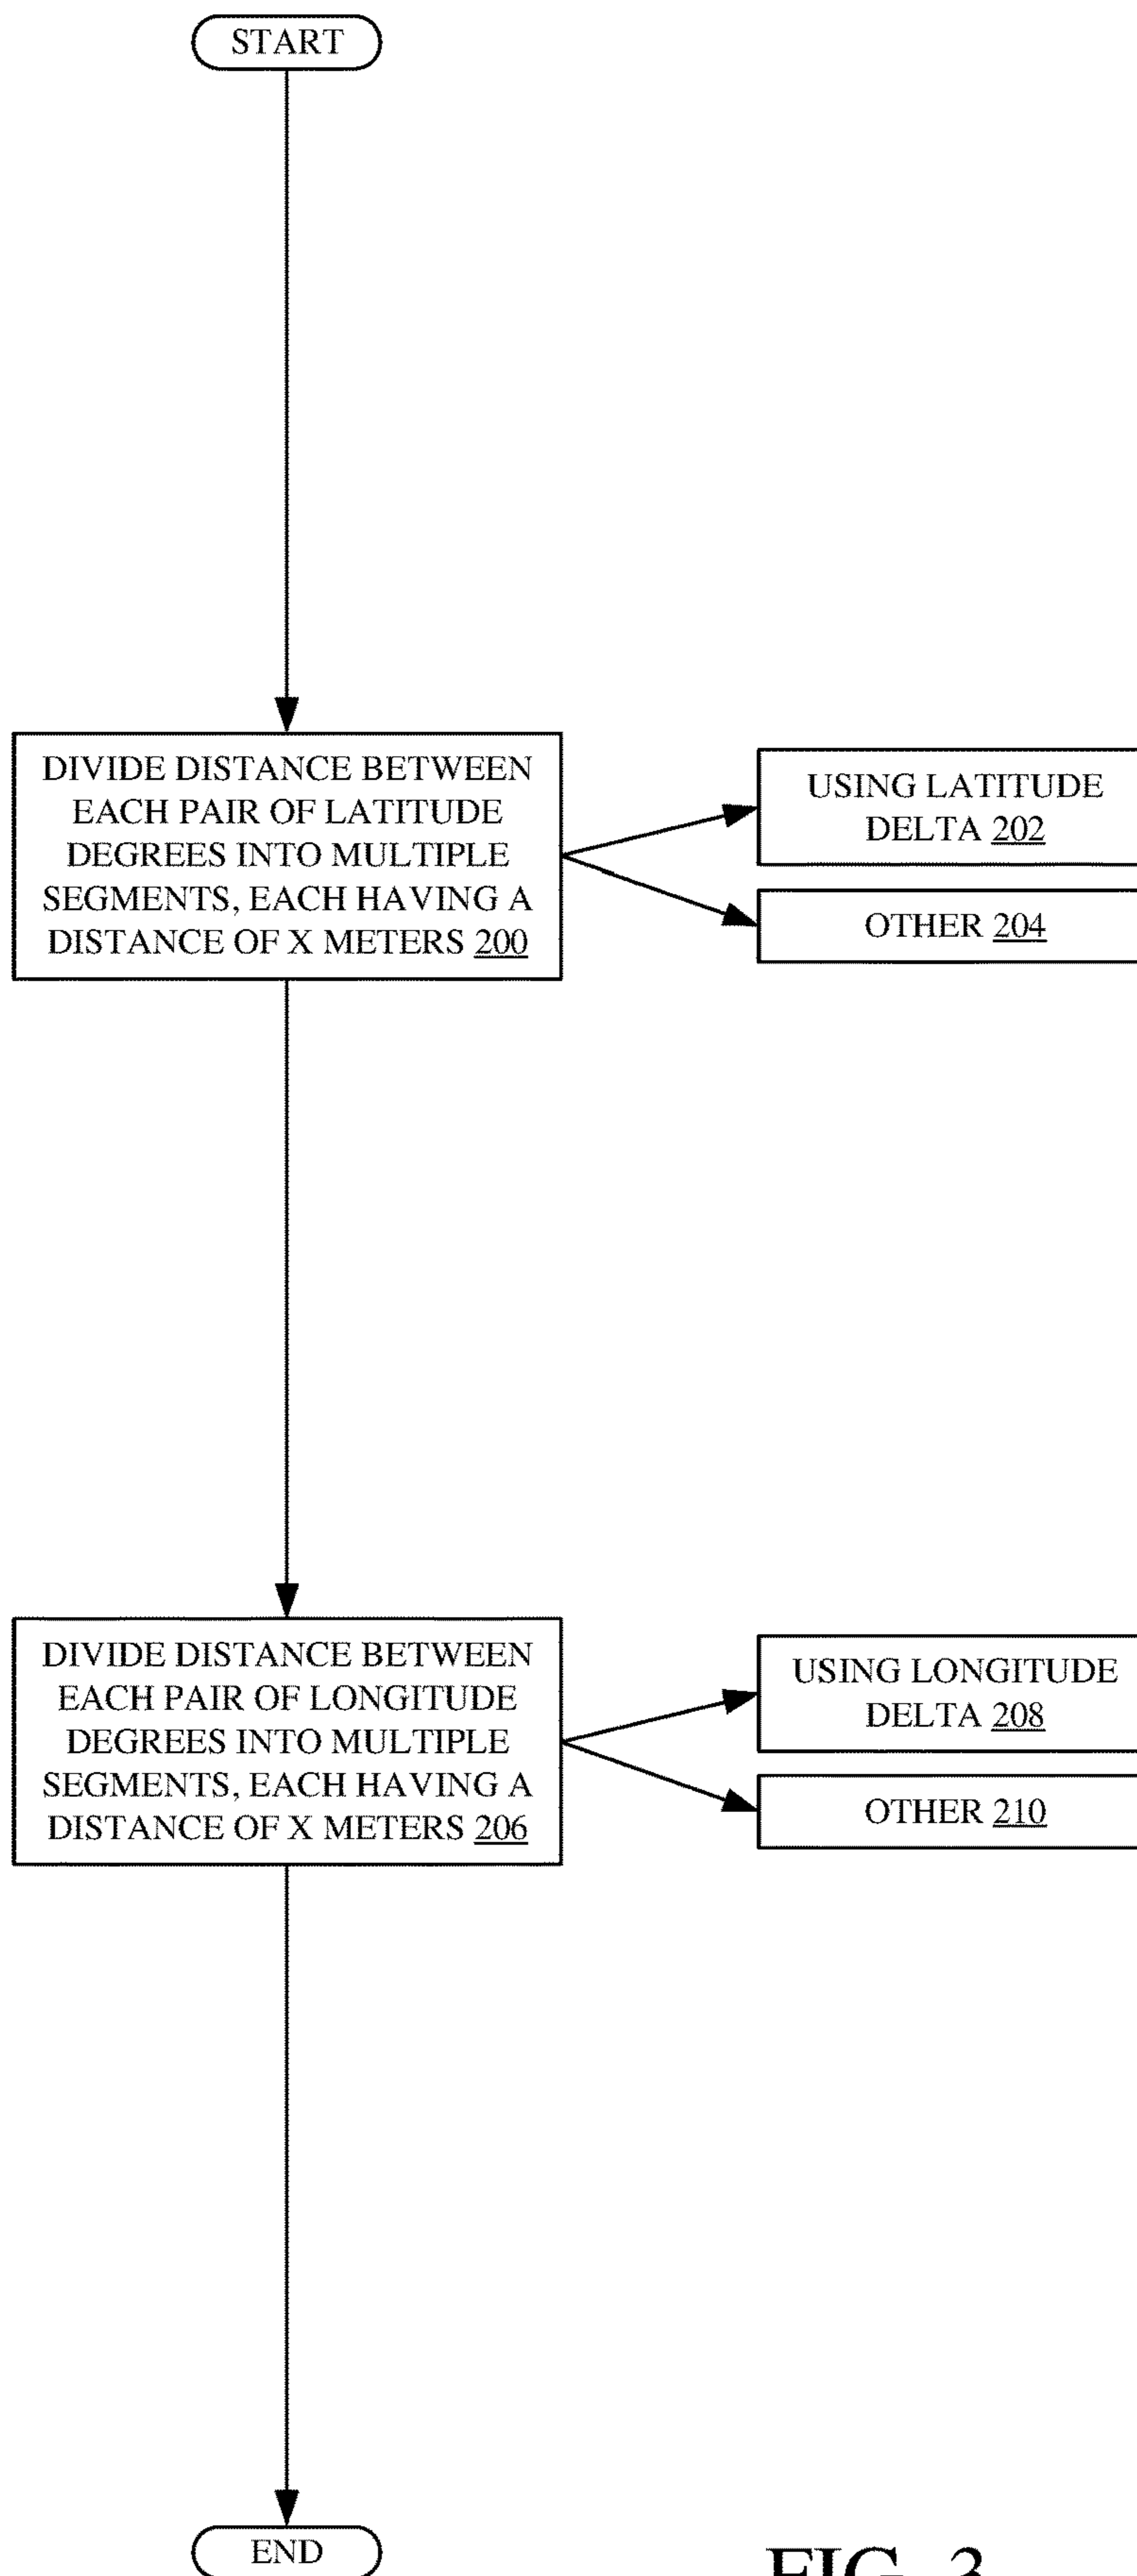 START
DIVIDE DISTANCE BETWEEN
EACH PAIR OF LATITUDE
DEGREES INTO MULTIPLE
SEGMENTS, EACH HAVING A
DISTANCE OF X METERS 200
USING LATITUDE
DELTA 202
OTHER 204
DIVIDE DISTANCE BETWEEN
EACH PAIR OF LONGITUDE
DEGREES INTO MULTIPLE
SEGMENTS, EACH HAVING A
DISTANCE OF X METERS 206
USING LONGITUDE
DELTA 208
OTHER 210
END
FIG. 3